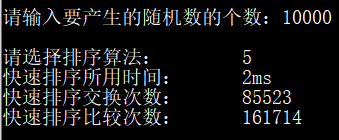 请输入要产生的随机数的个数：10000
请选择排序算法： 5
快速排序所用时间： 2ms
快速排序交换次数： 85523
快速排序比较次数： 161714